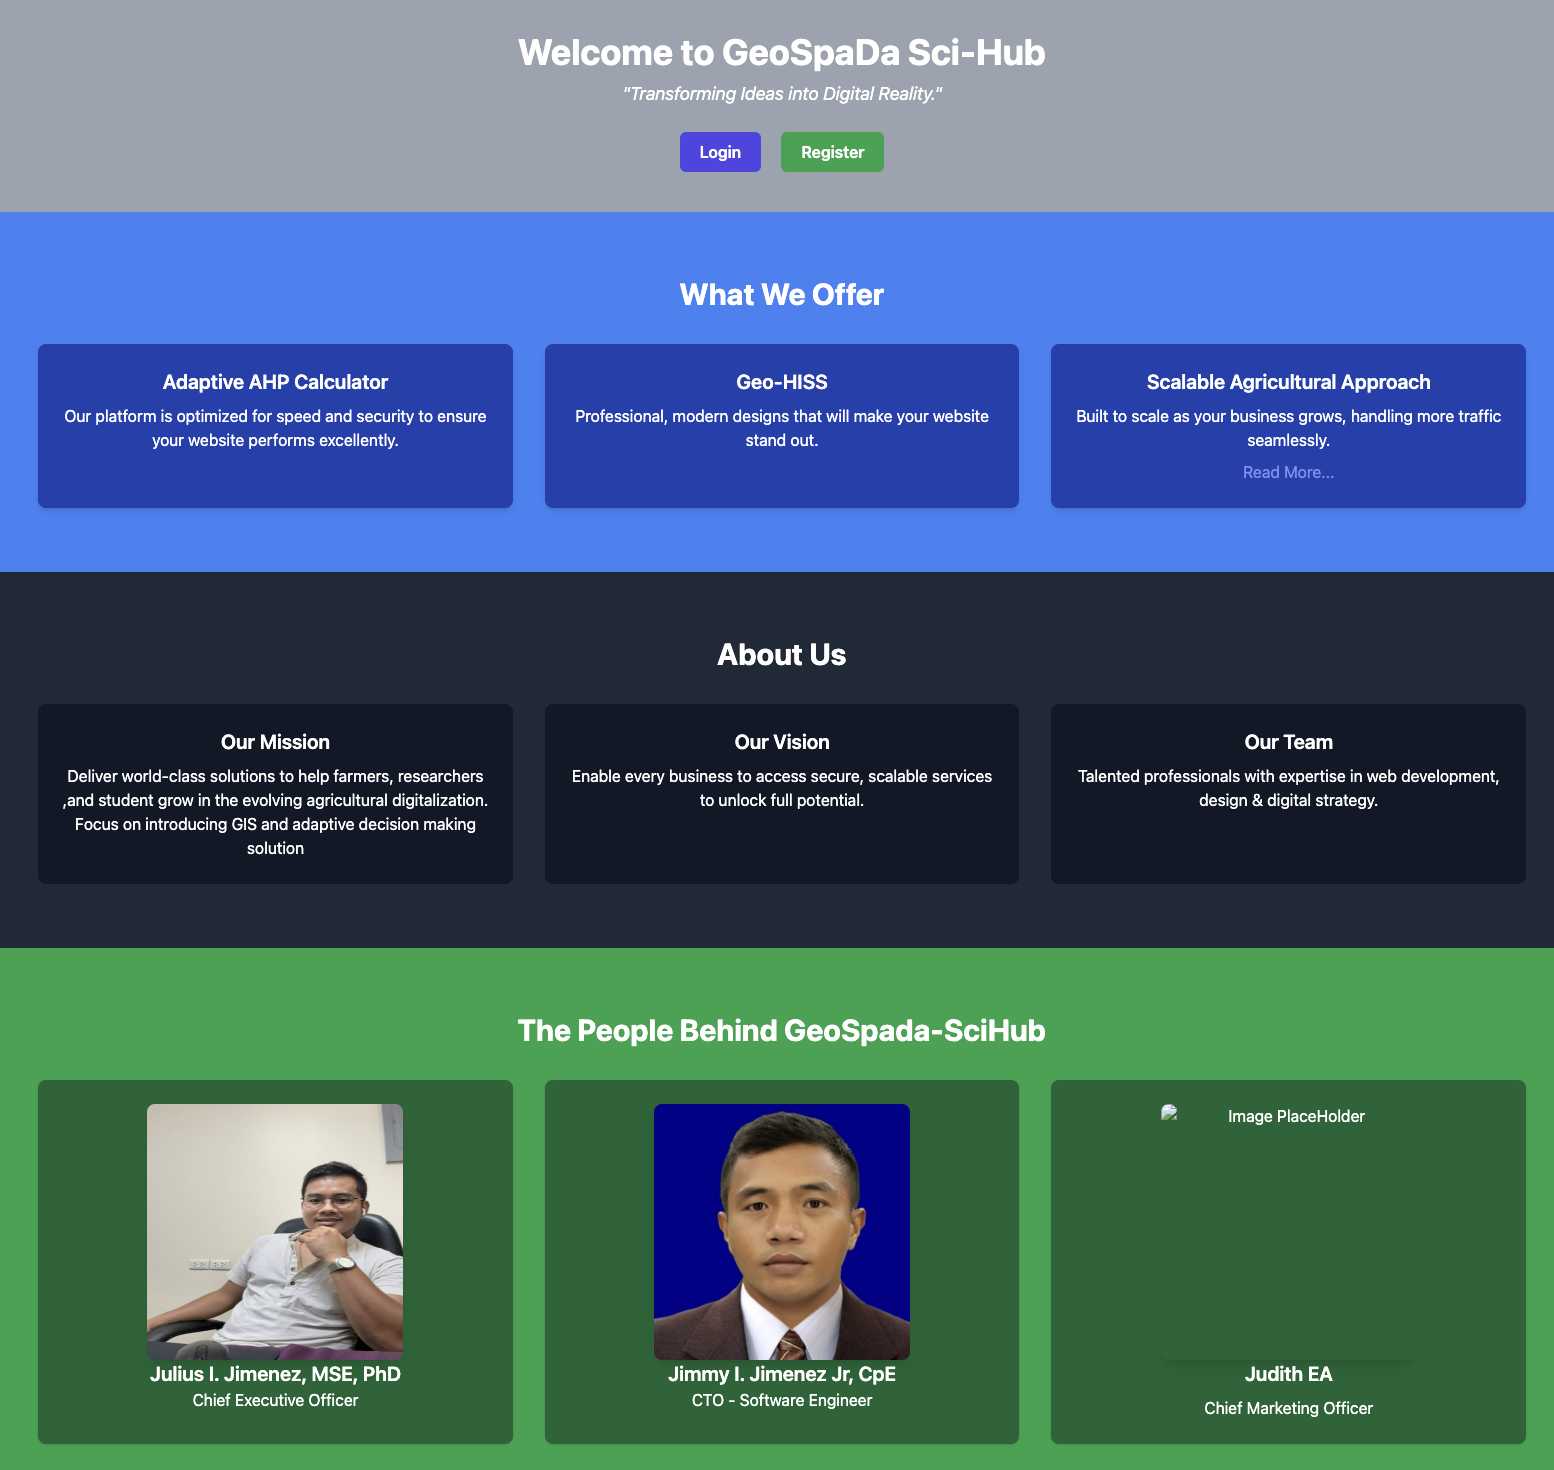 Welcome to GeoSpaDa Sci-Hub
"Transforming Ideas into Digital Reality."
Login
Register
What We Offer
Adaptive AHP Calculator
Our platform is optimized for speed and security to ensure
your website performs excellently.
Geo-HISS
Professional, modern designs that will make your website
stand out.
Scalable Agricultural Approach
Built to scale as your business grows, handling more traffic
seamlessly.
Read More...
About Us
Our Mission
Deliver world-class solutions to help farmers, researchers
,and student grow in the evolving agricultural digitalization.
Focus on introducing GIS and adaptive decision making
solution
Our Vision
Enable every business to access secure, scalable services
to unlock full potential.
Our Team
Talented professionals with expertise in web development,
design & digital strategy.
The People Behind GeoSpada-SciHub
Julius I. Jimenez, MSE, PhD
Chief Executive Officer
Jimmy I. Jimenez Jr, CpE
CTO - Software Engineer
Image PlaceHolder
Judith EA
Chief Marketing Officer